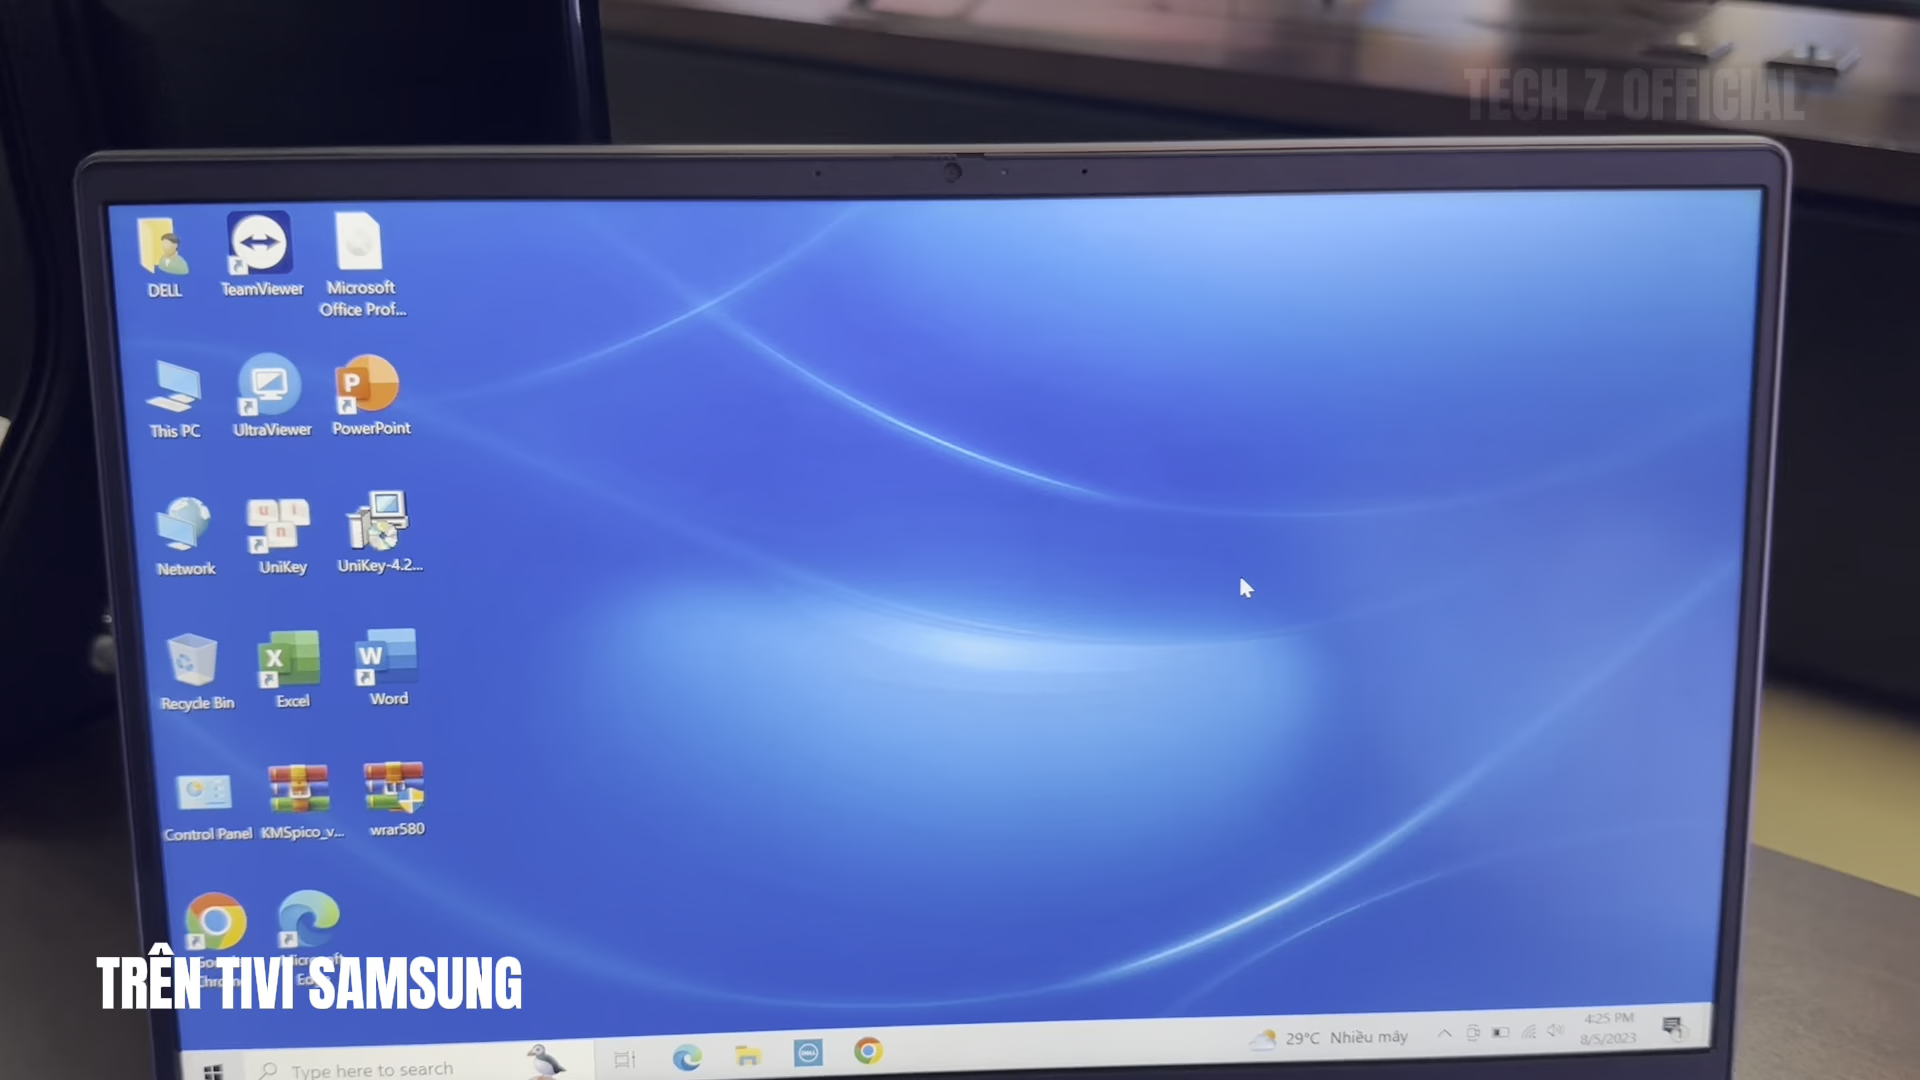 TECH Z OFFICIAL
DELL
TeamViewer
Microsoft
Office Prof...
This PC
UltraViewer
P
PowerPoint
Network
u i
n
UniKey
UniKey-4.2...
Recycle Bin
X
Excel
W
Word
Control Panel
KMSpico_v...
wrar580
Microsoft
TRÊN TIVI SAMSUNG
Type here to search
DELL
29°C Nhiều mây
4:25 PM
8/5/2023